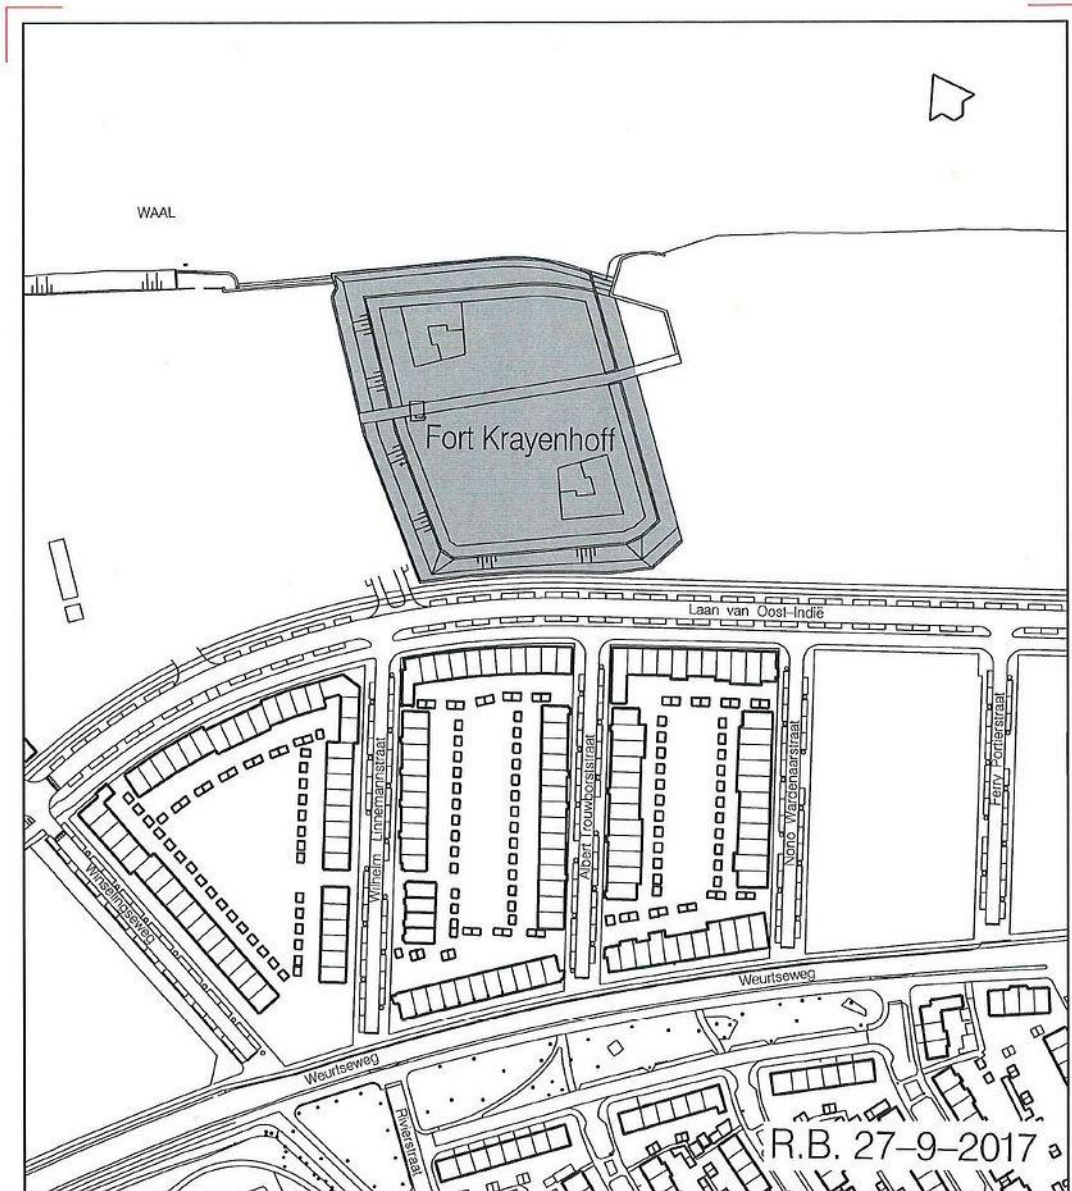 WAAL
Fort Krayenhoff
Laan van Oost-Indië
Wilhelm Linnemannstraat
Albert Trouwborststraat
Nono Wardenaarstraat
Ferry Portierstraat
Winselingseweg
Weurtseweg
Weurtseweg
Rivierstraat
R.B. 27-9-2017